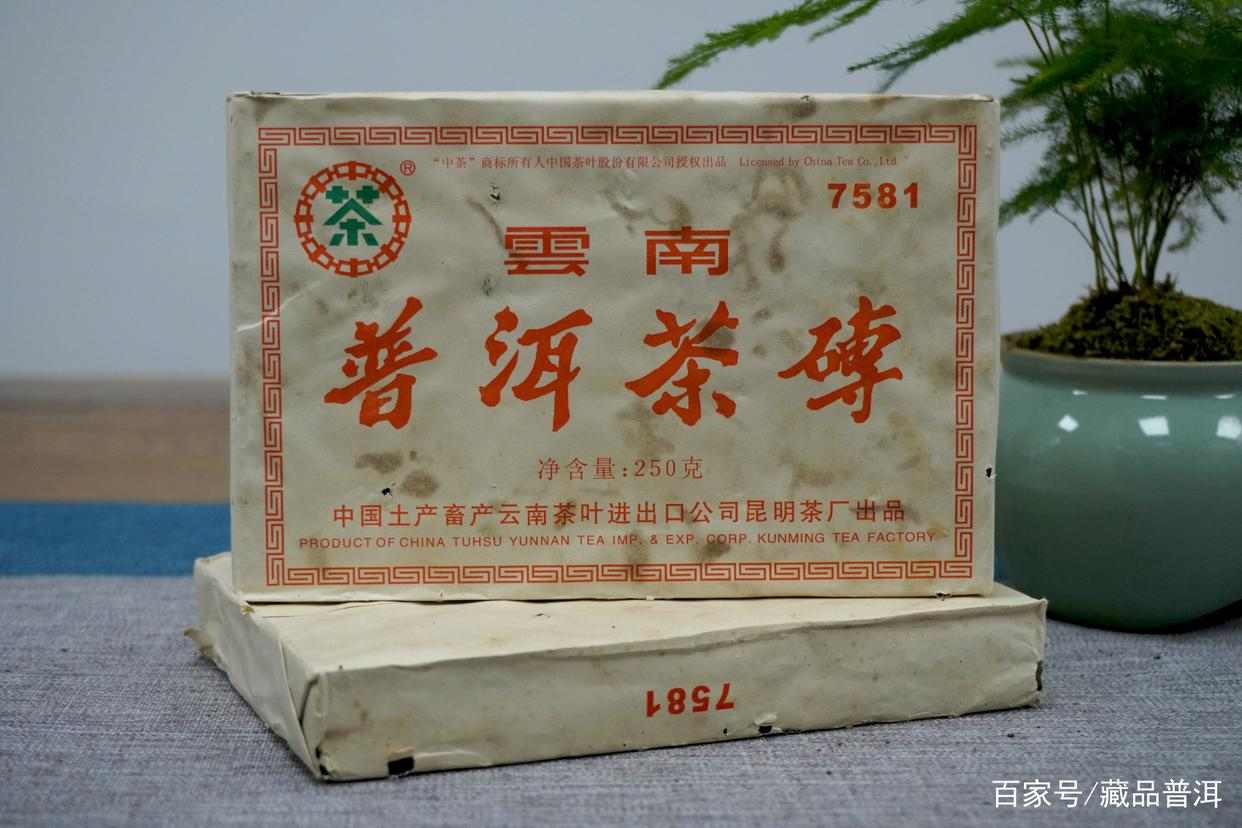 “中茶”商标所有人中国茶叶股份有限公司授权出品 Licensed by China Tea Co.,Ltd
茶
®
7581
雲南
普洱茶磚
净含量:250克
中国土产畜产云南茶叶进出口公司昆明茶厂出品
PRODUCT OF CHINA TUHSU YUNNAN TEA IMP. & EXP. CORP. KUNMING TEA FACTORY
7581
百家号/藏品普洱